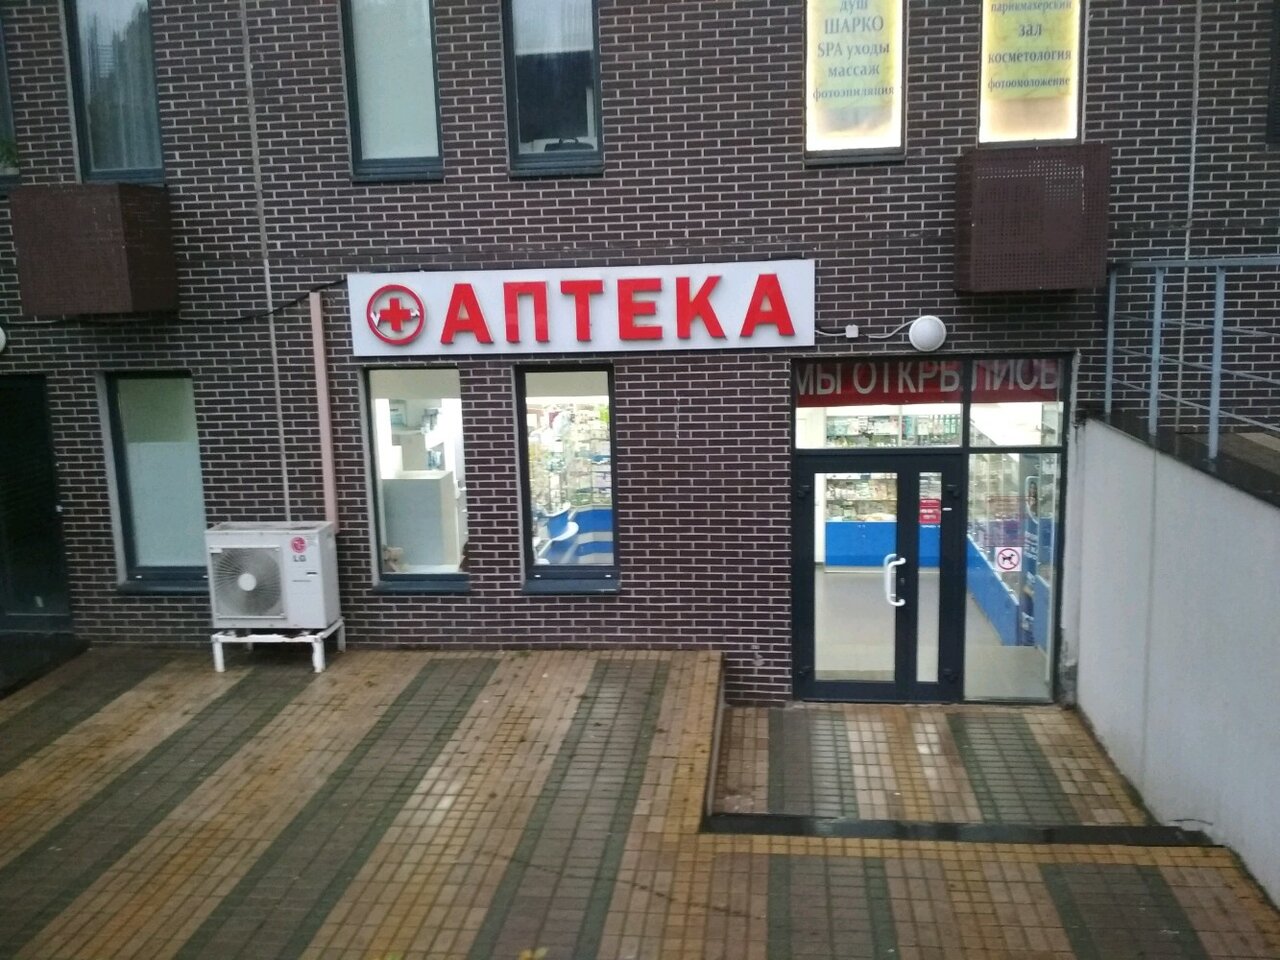 душ
ШАРКО
SPA уходы
массаж
фотоэпиляция
парикмахерский
зал
косметология
фотоомоложение
АПТЕКА
МЫ ОТКРЫЛИСЬ
LG